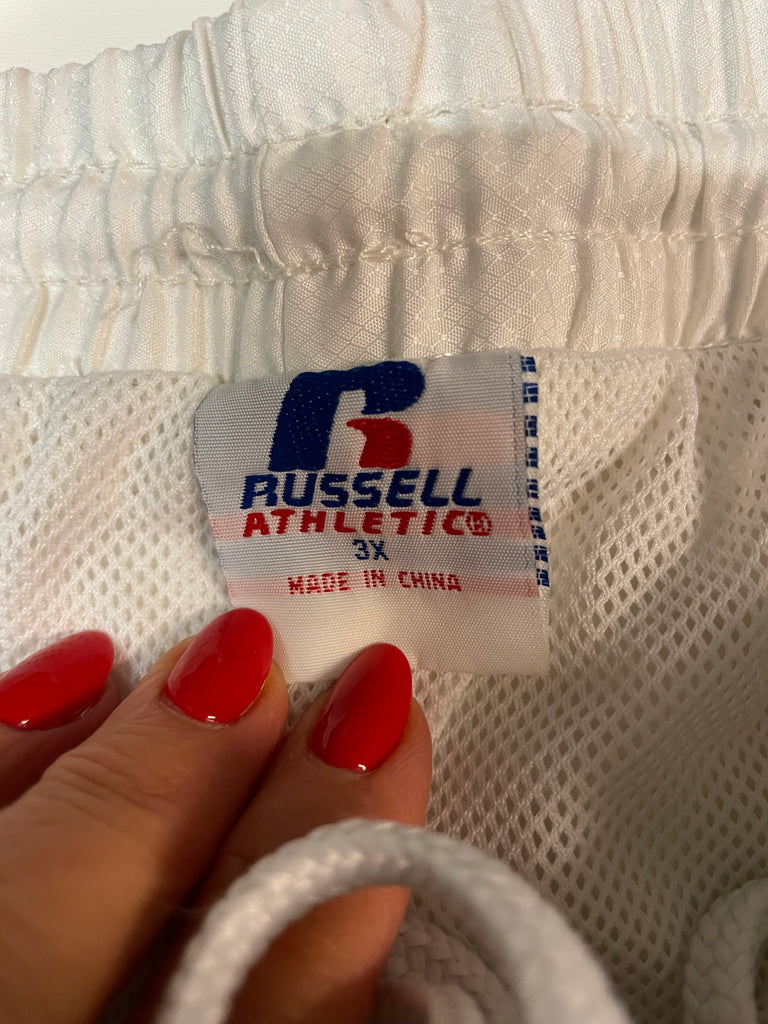 RUSSELL
ATHLETIC®
3X
MADE IN CHINA